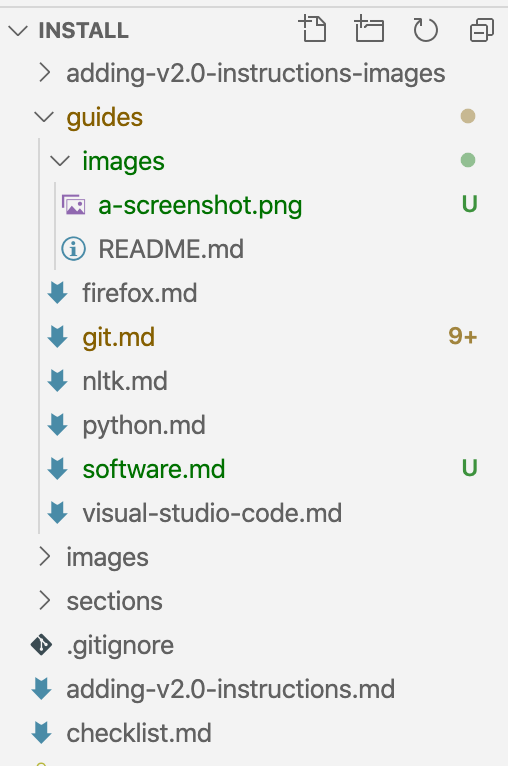 INSTALL
adding-v2.0-instructions-images
guides
images
a-screenshot.png U
README.md
firefox.md
git.md 9+
nltk.md
python.md
software.md U
visual-studio-code.md
images
sections
.gitignore
adding-v2.0-instructions.md
checklist.md